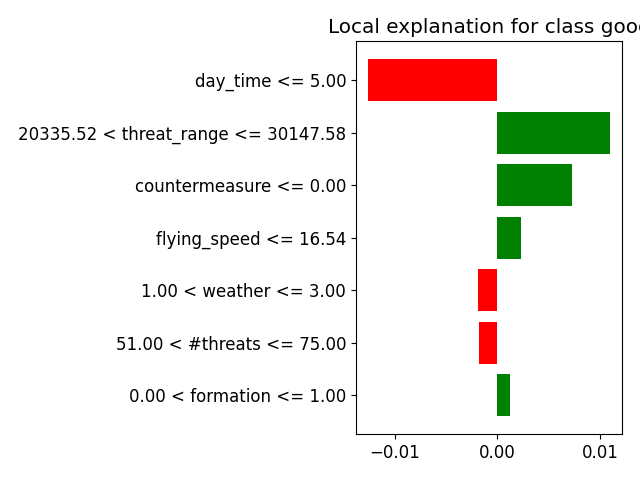 Local explanation for class goo
day_time <= 5.00
20335.52 < threat_range <= 30147.58
countermeasure <= 0.00
flying_speed <= 16.54
1.00 < weather <= 3.00
51.00 < #threats <= 75.00
0.00 < formation <= 1.00
−0.01 0.00 0.01